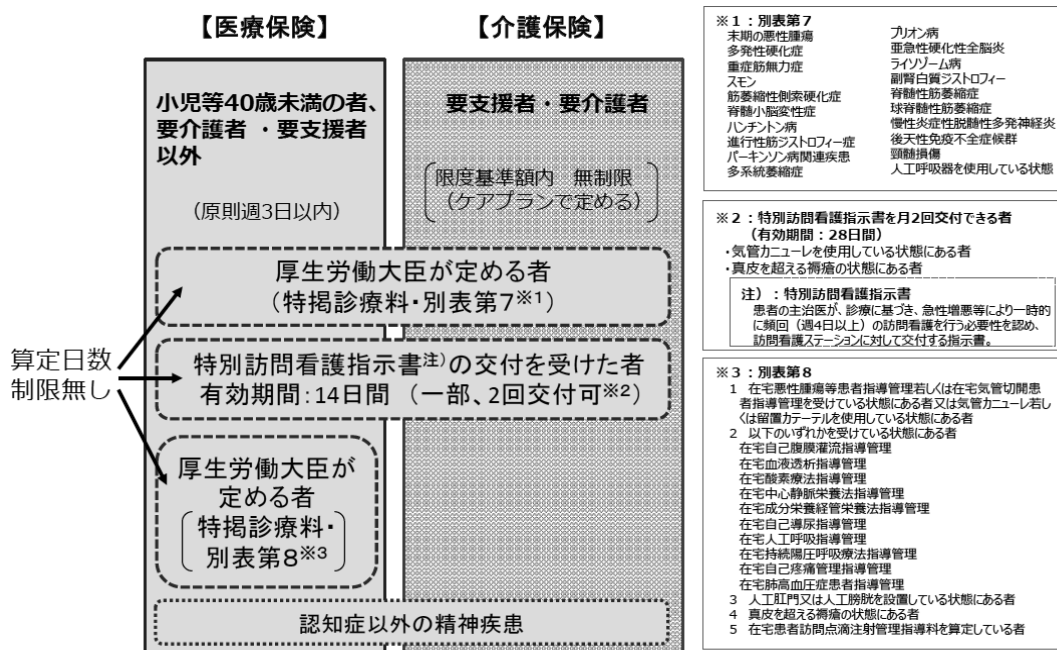 【医療保険】
【介護保険】
小児等40歳未満の者、
要介護者 ・要支援者
以外
(原則週3日以内)
要支援者・要介護者
限度基準額内 無制限
(ケアプランで定める)
厚生労働大臣が定める者
(特掲診療料・別表第7※1)
算定日数
制限無し
特別訪問看護指示書注)の交付を受けた者
有効期間:14日間 (一部、2回交付可※2)
厚生労働大臣が
定める者
特掲診療料・
別表第8※3
認知症以外の精神疾患
※1:別表第7
末期の悪性腫瘍
多発性硬化症
重症筋無力症
スモン
筋萎縮性側索硬化症
脊髄小脳変性症
ハンチントン病
進行性筋ジストロフィー症
パーキンソン病関連疾患
多系統萎縮症
プリオン病
亜急性硬化性全脳炎
ライソゾーム病
副腎白質ジストロフィー
脊髄性筋萎縮症
球脊髄性筋萎縮症
慢性炎症性脱髄性多発神経炎
後天性免疫不全症候群
頸髄損傷
人工呼吸器を使用している状態
※2:特別訪問看護指示書を月2回交付できる者
(有効期間:28日間)
・気管カニューレを使用している状態にある者
・真皮を超える褥瘡の状態にある者
注):特別訪問看護指示書
患者の主治医が、診療に基づき、急性増悪等により一時的
に頻回(週4日以上)の訪問看護を行う必要性を認め、
訪問看護ステーションに対して交付する指示書。
※3:別表第8
1 在宅悪性腫瘍等患者指導管理若しくは在宅気管切開患
者指導管理を受けている状態にある者又は気管カニューレ若し
くは留置カテーテルを使用している状態にある者
2 以下のいずれかを受けている状態にある者
在宅自己腹膜灌流指導管理
在宅血液透析指導管理
在宅酸素療法指導管理
在宅中心静脈栄養法指導管理
在宅成分栄養経管栄養法指導管理
在宅自己導尿指導管理
在宅人工呼吸指導管理
在宅持続陽圧呼吸療法指導管理
在宅自己疼痛管理指導管理
在宅肺高血圧症患者指導管理
3 人工肛門又は人工膀胱を設置している状態にある者
4 真皮を超える褥瘡の状態にある者
5 在宅患者訪問点滴注射管理指導料を算定している者